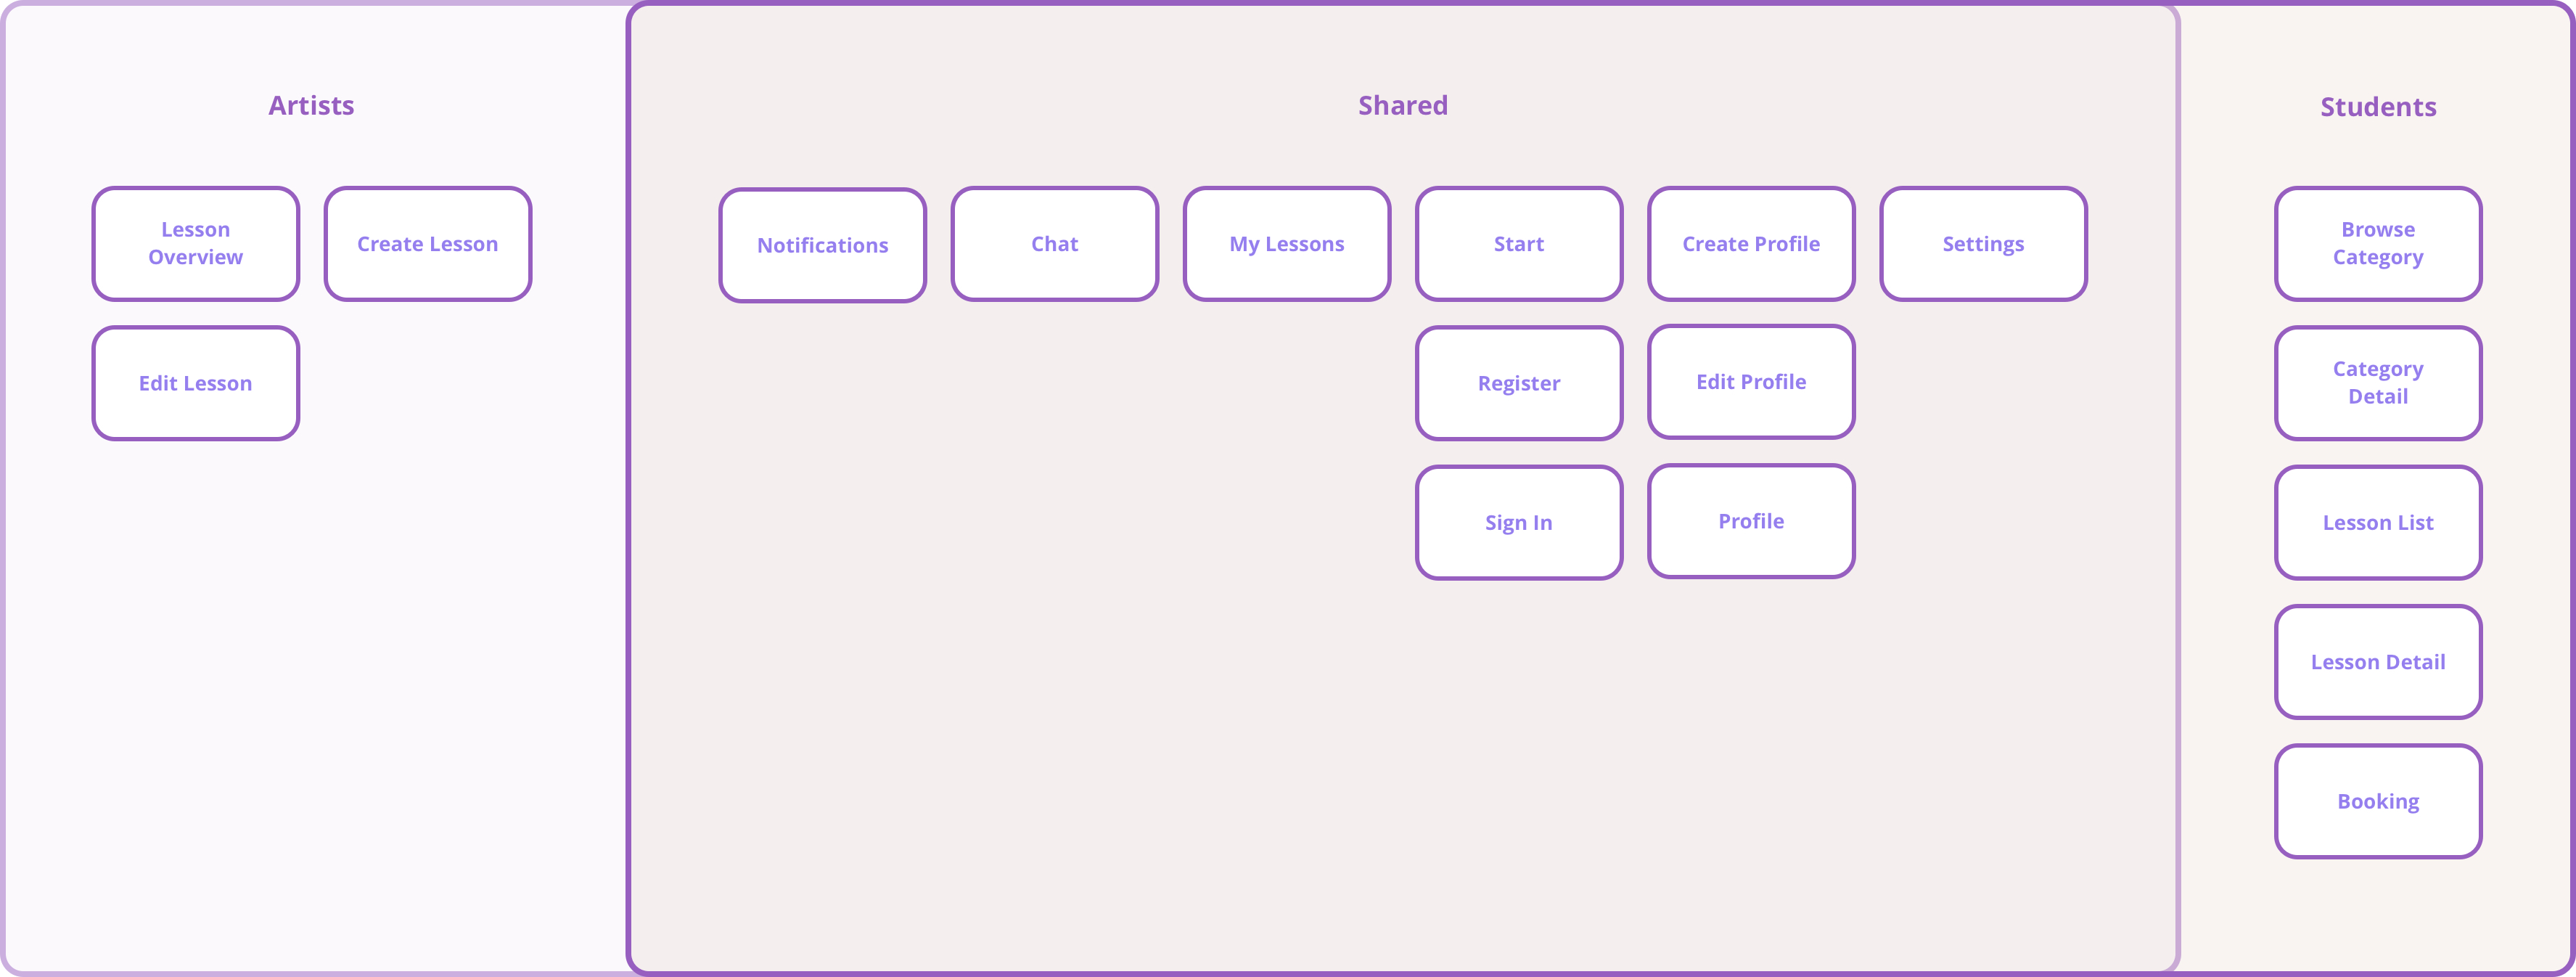 Artists
Lesson
Overview
Create Lesson
Edit Lesson
Shared
Notifications
Chat
My Lessons
Start
Create Profile
Settings
Register
Edit Profile
Sign In
Profile
Students
Browse
Category
Category
Detail
Lesson List
Lesson Detail
Booking